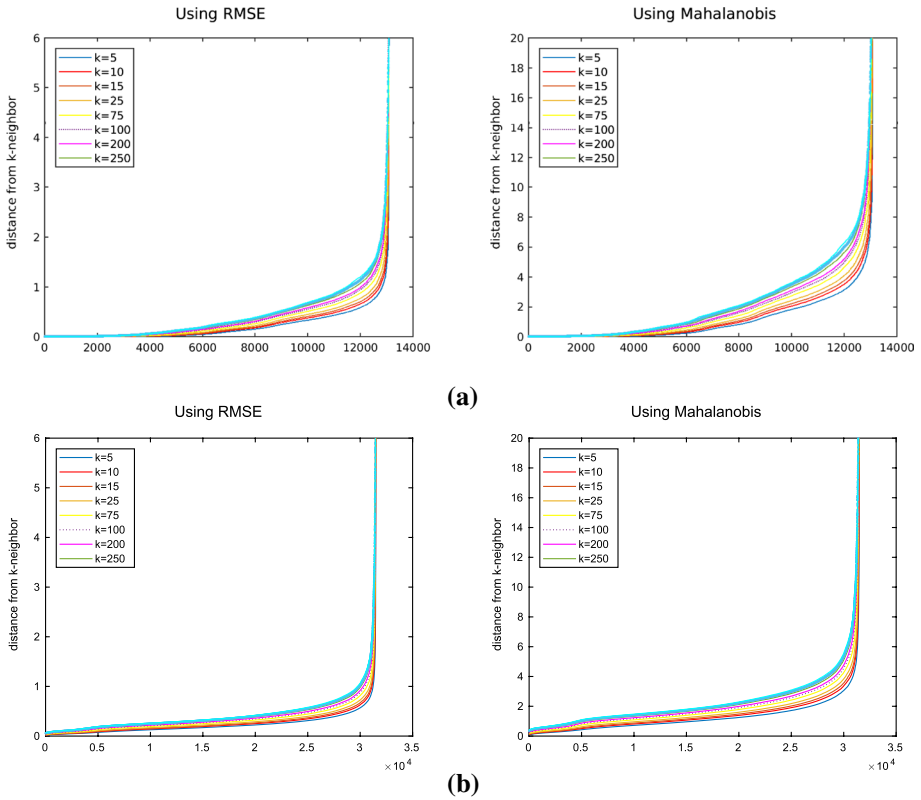 Using RMSE
6
5
4
3
2
1
0
distance from k-neighbor
k=5
k=10
k=15
k=25
k=75
k=100
k=200
k=250
0 2000 4000 6000 8000 10000 12000 14000
Using Mahalanobis
20
18
16
14
12
10
8
6
4
2
0
distance from k-neighbor
k=5
k=10
k=15
k=25
k=75
k=100
k=200
k=250
0 2000 4000 6000 8000 10000 12000 14000
(a)
Using RMSE
6
5
4
3
2
1
0
distance from k-neighbor
k=5
k=10
k=15
k=25
k=75
k=100
k=200
k=250
0 0.5 1 1.5 2 2.5 3 3.5
×10^4
Using Mahalanobis
20
18
16
14
12
10
8
6
4
2
0
distance from k-neighbor
k=5
k=10
k=15
k=25
k=75
k=100
k=200
k=250
0 0.5 1 1.5 2 2.5 3 3.5
×10^4
(b)